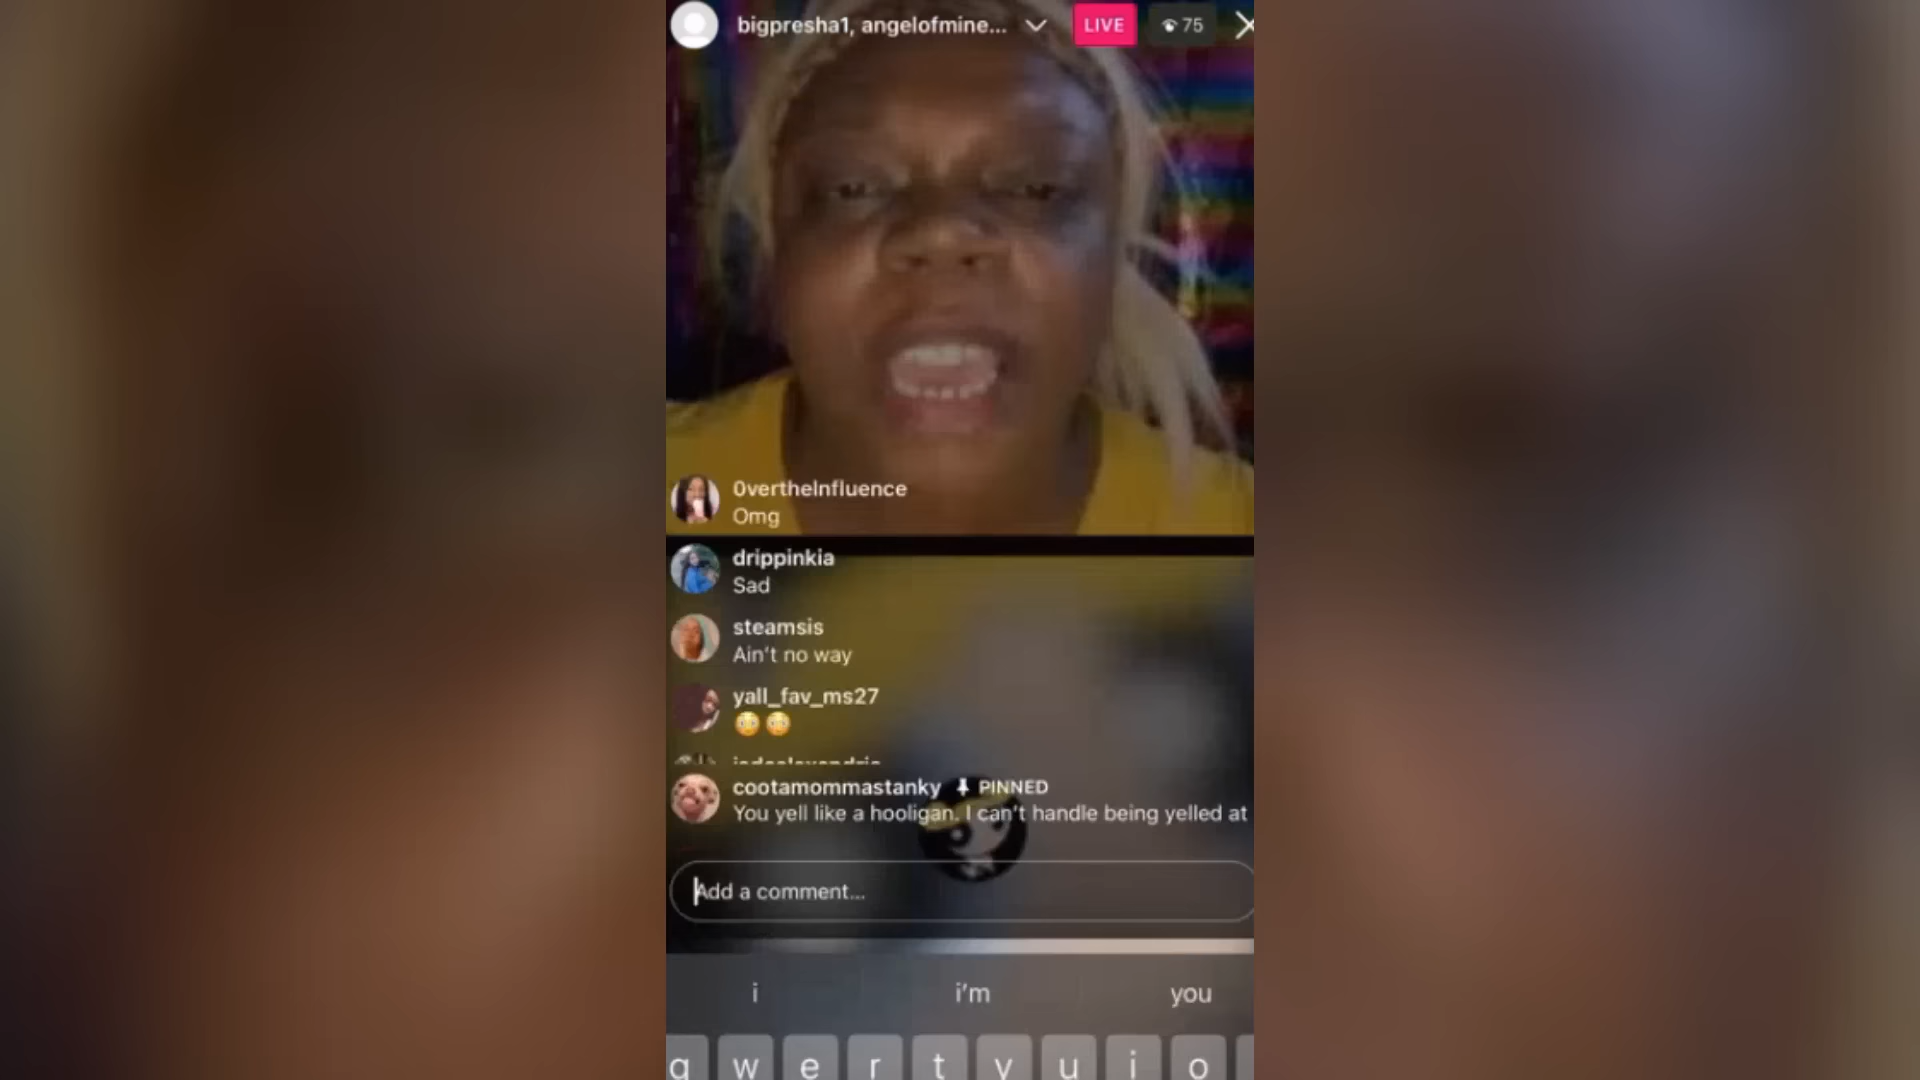 bigpresha1, angelofmine...
LIVE
75
0vertheInfluence
Omg
drippinkia
Sad
steamsis
Ain't no way
yall_fav_ms27
😳😳
cootamommastanky PINNED
You yell like a hooligan. I can't handle being yelled at
Add a comment...
i i'm you
q w e r t y u i o